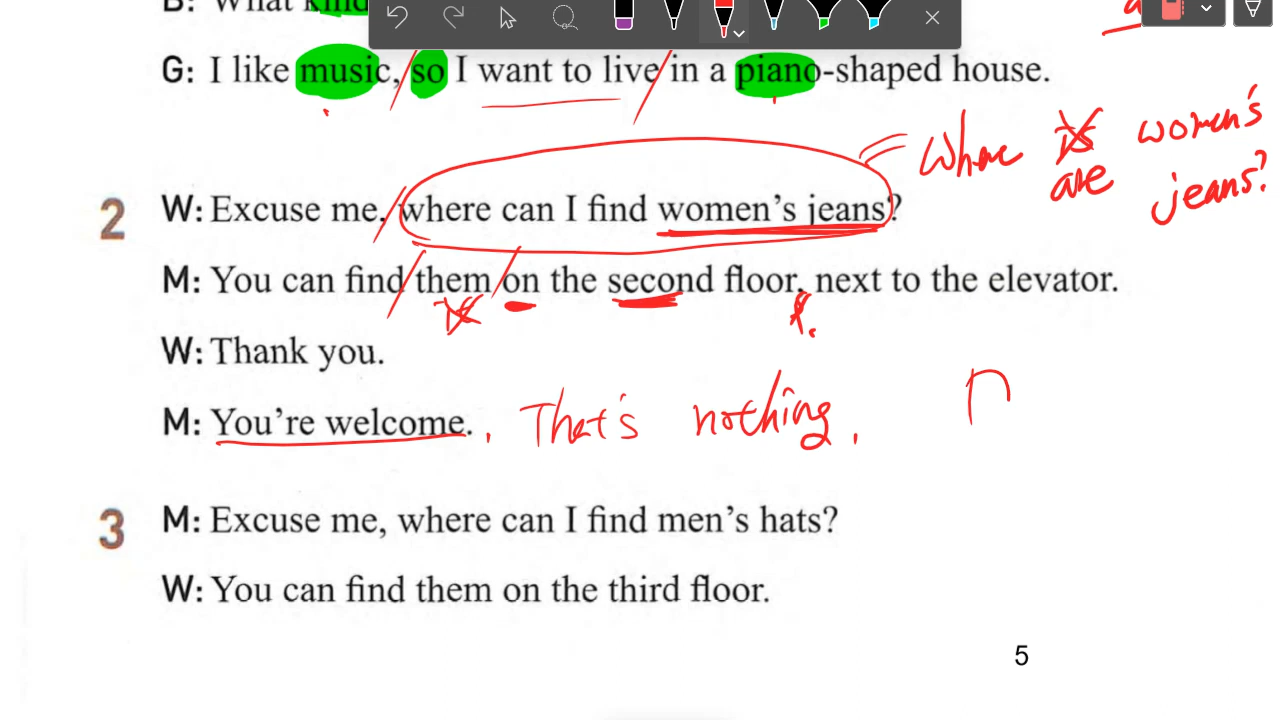 B: What kind
G: I like music, so I want to live in a piano-shaped house.
Where is women's
are jeans?
2 W: Excuse me, where can I find women's jeans?
M: You can find them on the second floor, next to the elevator.
W: Thank you.
M: You're welcome. That's nothing.
3 M: Excuse me, where can I find men's hats?
W: You can find them on the third floor.
5